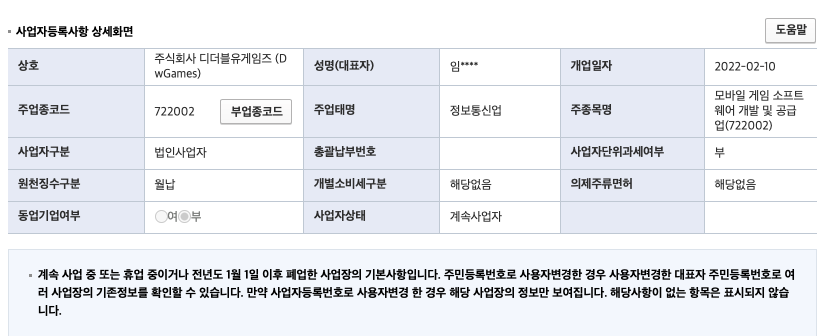 사업자등록사항 상세화면
도움말
상호 주식회사 디더블유게임즈 (D
wGames) 성명(대표자) 임**** 개업일자 2022-02-10
주업종코드 722002 부업종코드 주업태명 정보통신업 주종목명 모바일 게임 소프트
웨어 개발 및 공급
업(722002)
사업자구분 법인사업자 총괄납부번호 사업자단위과세여부 부
원천징수구분 월납 개별소비세구분 해당없음 의제주류면허 해당없음
동업기업여부 여 부 사업자상태 계속사업자
계속 사업 중 또는 휴업 중이거나 전년도 1월 1일 이후 폐업한 사업장의 기본사항입니다. 주민등록번호로 사용자변경한 경우 사용자변경한 대표자 주민등록번호로 여
러 사업장의 기존정보를 확인할 수 있습니다. 만약 사업자등록번호로 사용자변경 한 경우 해당 사업장의 정보만 보여집니다. 해당사항이 없는 항목은 표시되지 않습
니다.